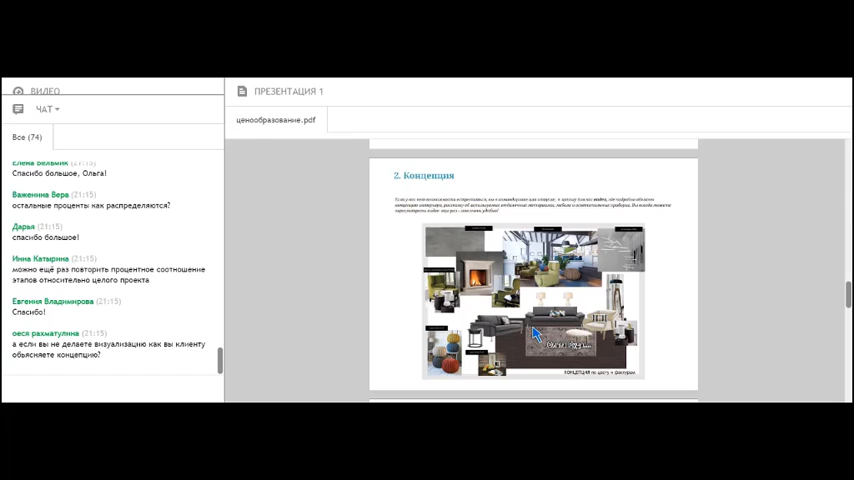 ВИДЕО
ЧАТ
Все (74)
Елена Вельмик (21:15)
Спасибо большое, Ольга!
Важенина Вера (21:15)
остальные проценты как распределяются?
Дарья (21:15)
спасибо большое!
Инна Катырина (21:15)
можно ещё раз повторить процентное соотношение
этапов относительно целого проекта
Евгения Владимирова (21:15)
Спасибо!
олеся рахматулина (21:15)
а если вы не делаете визуализацию как вы клиенту
обьясняете концепцию?
ПРЕЗЕНТАЦИЯ 1
ценообразование.pdf
2. Концепция
КОНЦЕПЦИЯ по цвету и фактурам